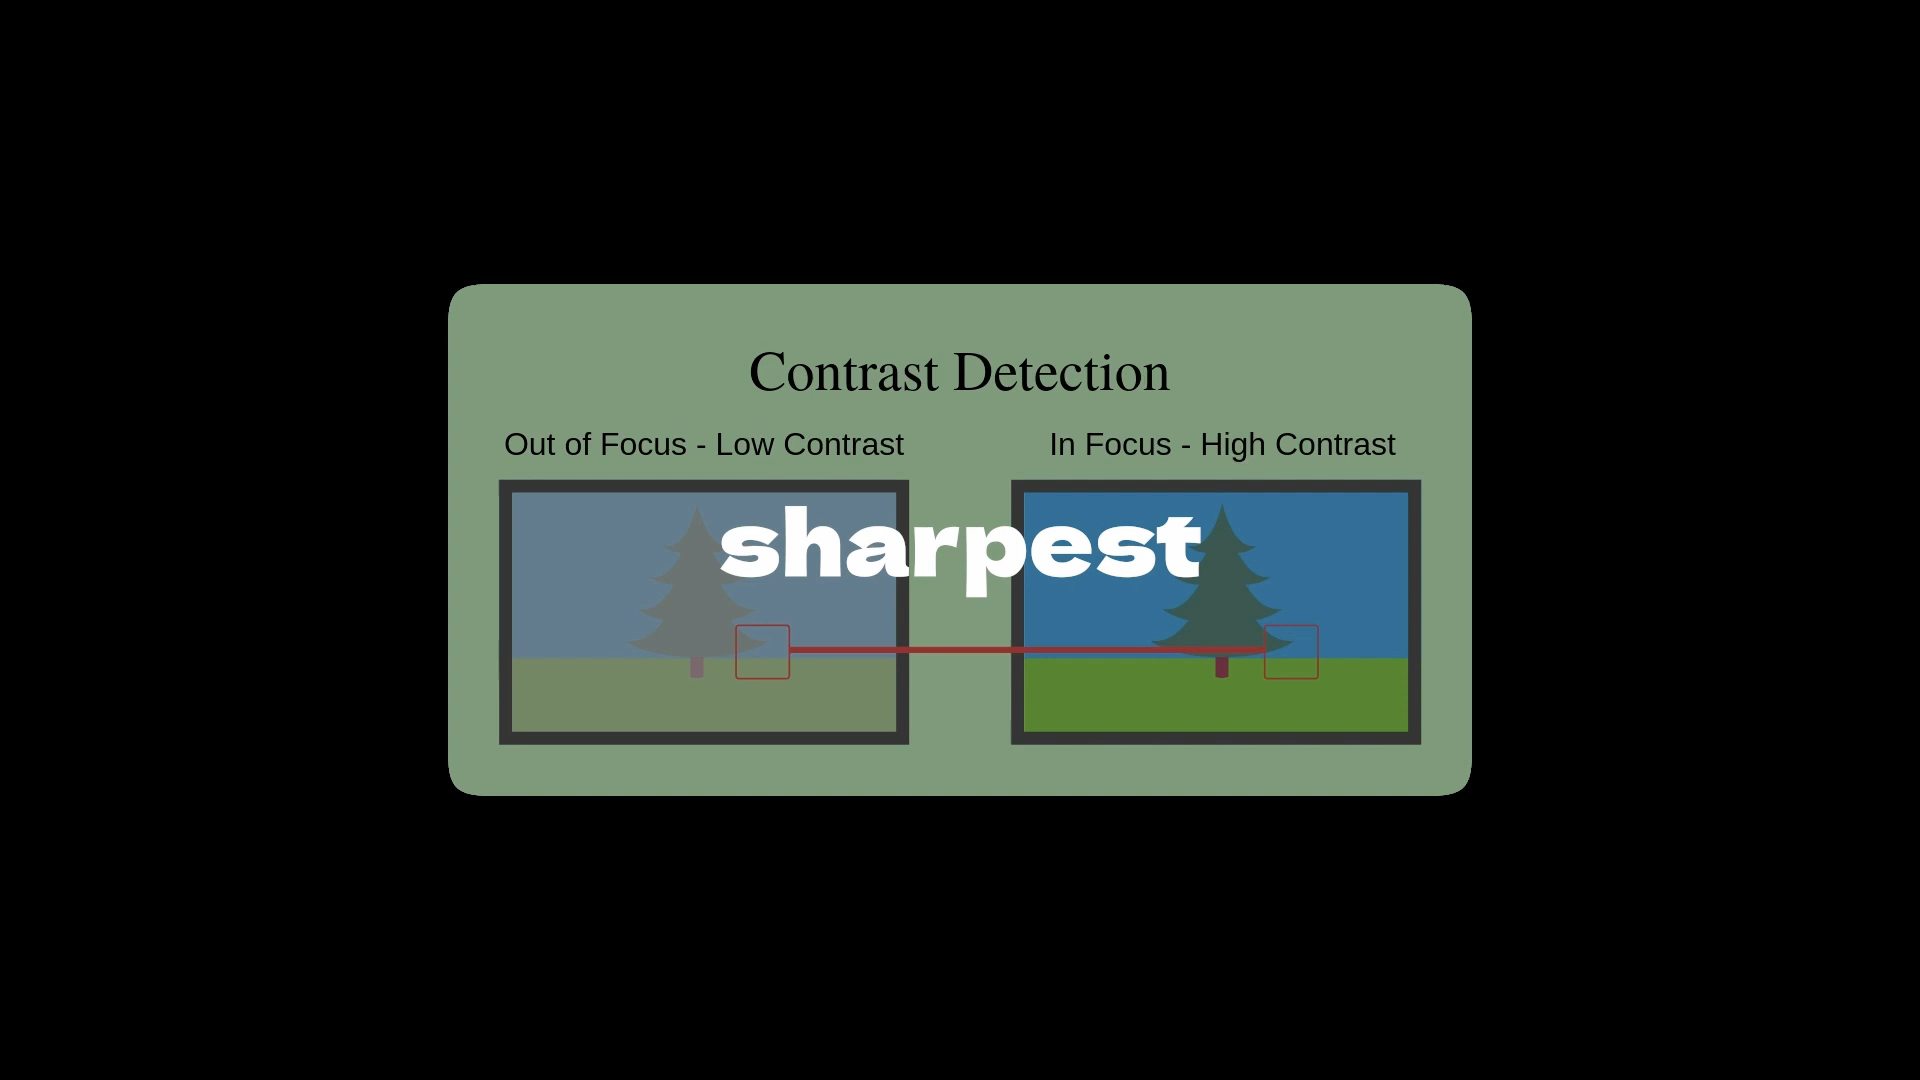 Contrast Detection
Out of Focus - Low Contrast
In Focus - High Contrast
sharpest